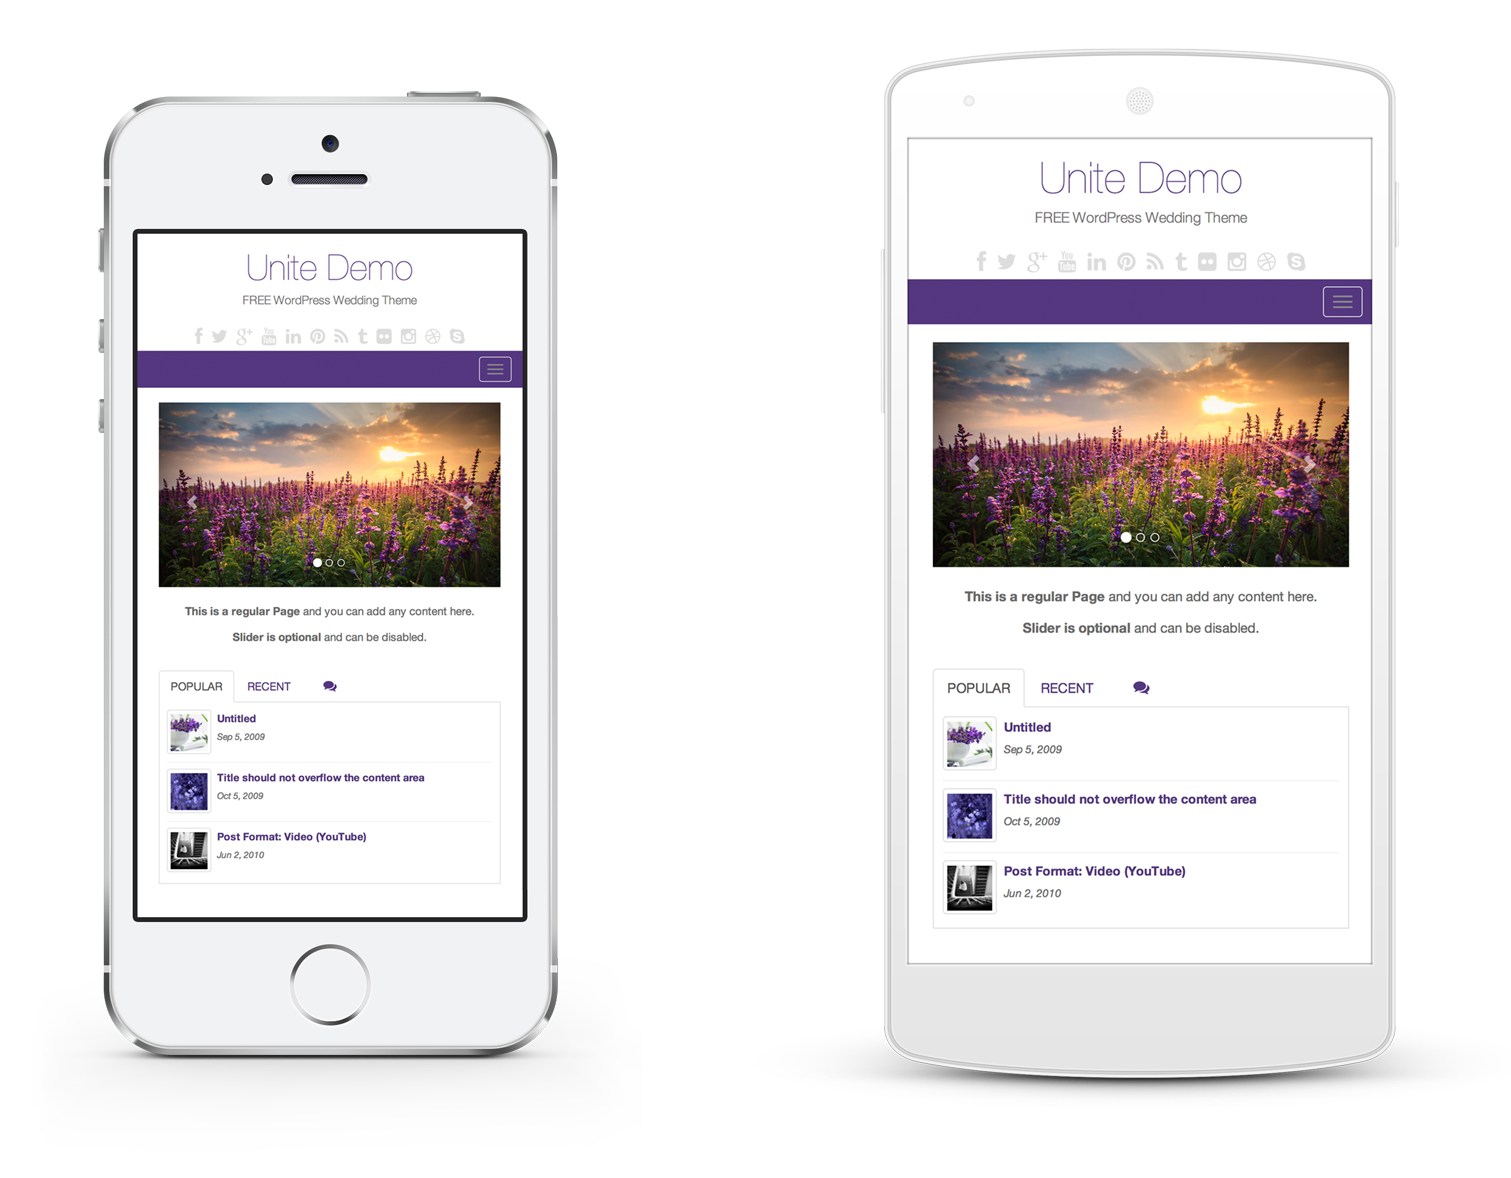 Unite Demo
FREE WordPress Wedding Theme
This is a regular Page and you can add any content here.
Slider is optional and can be disabled.
POPULAR RECENT
Untitled
Sep 5, 2009
Title should not overflow the content area
Oct 5, 2009
Post Format: Video (YouTube)
Jun 2, 2010
Unite Demo
FREE WordPress Wedding Theme
This is a regular Page and you can add any content here.
Slider is optional and can be disabled.
POPULAR RECENT
Untitled
Sep 5, 2009
Title should not overflow the content area
Oct 5, 2009
Post Format: Video (YouTube)
Jun 2, 2010